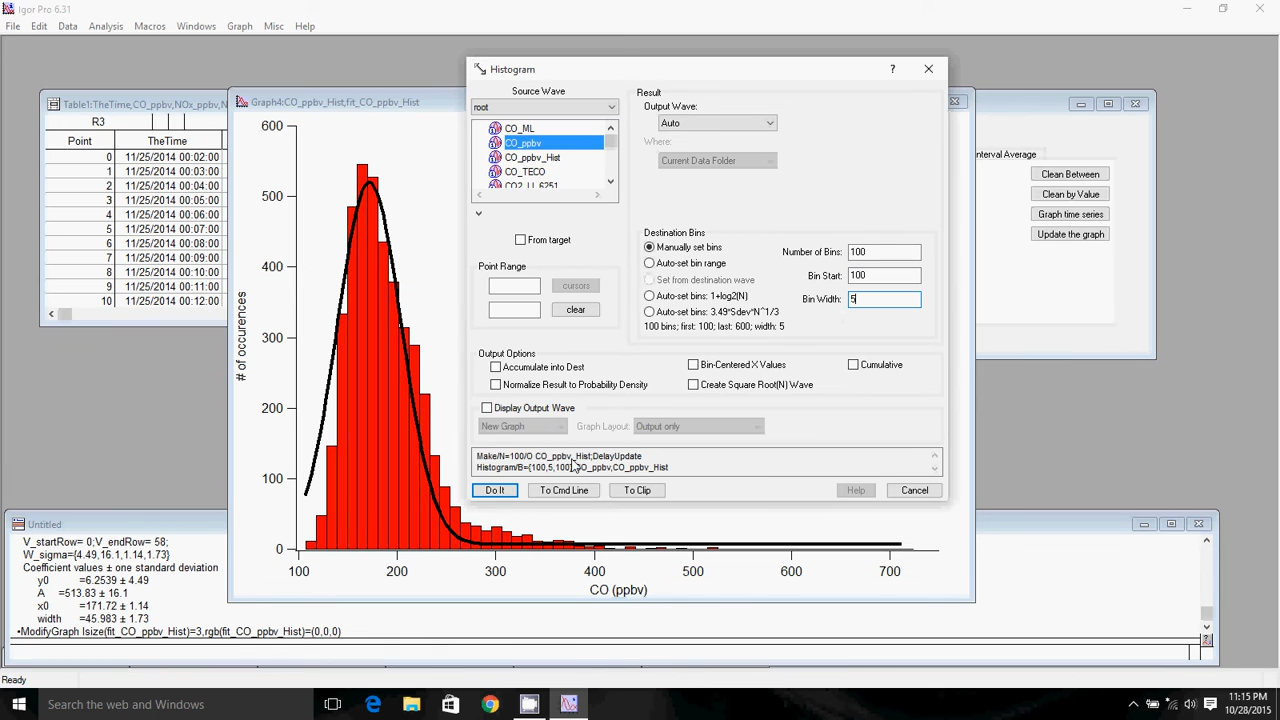 Igor Pro 6.31
File Edit Data Analysis Macros Windows Graph Misc Help
Table1:TheTime,CO_ppbv,NOx_ppbv,N
R3
Point TheTime
0 11/25/2014 00:02:00
1 11/25/2014 00:03:00
2 11/25/2014 00:04:00
3 11/25/2014 00:05:00
4 11/25/2014 00:06:00
5 11/25/2014 00:07:00
6 11/25/2014 00:08:00
7 11/25/2014 00:09:00
8 11/25/2014 00:10:00
9 11/25/2014 00:11:00
10 11/25/2014 00:12:00
Graph4:CO_ppbv_Hist,fit_CO_ppbv_Hist
600
500
400
300
200
100
0
# of occurences
100 200 300 400 500 600 700
CO (ppbv)
Histogram
?
Source Wave
root
CO_ML
CO_ppbv
CO_ppbv_Hist
CO_TECO
CO2_LI_6251
From target
Point Range
cursors
clear
Result
Output Wave:
Auto
Where:
Current Data Folder
Destination Bins
Manually set bins
Auto-set bin range
Set from destination wave
Auto-set bins: 1+log2(N)
Auto-set bins: 3.49*Sdev*N^1/3
100 bins; first: 100; last: 600; width: 5
Number of Bins: 100
Bin Start: 100
Bin Width: 5
Output Options
Accumulate into Dest
Bin-Centered X Values
Cumulative
Normalize Result to Probability Density
Create Square Root(N) Wave
Display Output Wave
New Graph Graph Layout: Output only
Make/N=100/O CO_ppbv_Hist;DelayUpdate
Histogram/B={100,5,100} CO_ppbv,CO_ppbv_Hist
Do It To Cmd Line To Clip Help Cancel
nterval Average
Clean Between
Clean by Value
Graph time series
Update the graph
Untitled
V_startRow= 0;V_endRow= 58;
W_sigma={4.49,16.1,1.14,1.73}
Coefficient values ± one standard deviation
y0 =6.2539 ± 4.49
A =513.83 ± 16.1
x0 =171.72 ± 1.14
width =45.983 ± 1.73
•ModifyGraph lsize(fit_CO_ppbv_Hist)=3,rgb(fit_CO_ppbv_Hist)=(0,0,0)
Ready
Search the web and Windows
11:15 PM
10/28/2015